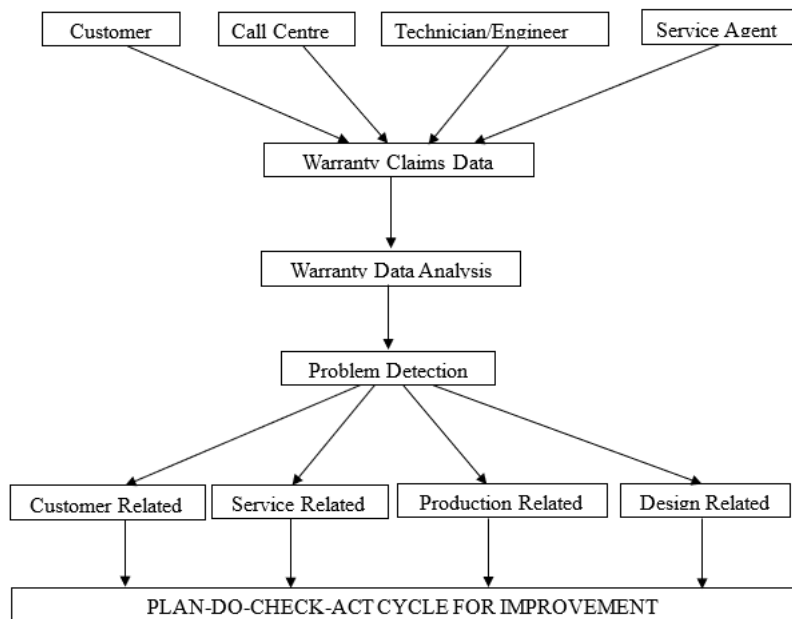 Customer
Call Centre
Technician/Engineer
Service Agent
Warranty Claims Data
Warranty Data Analysis
Problem Detection
Customer Related
Service Related
Production Related
Design Related
PLAN-DO-CHECK-ACT CYCLE FOR IMPROVEMENT